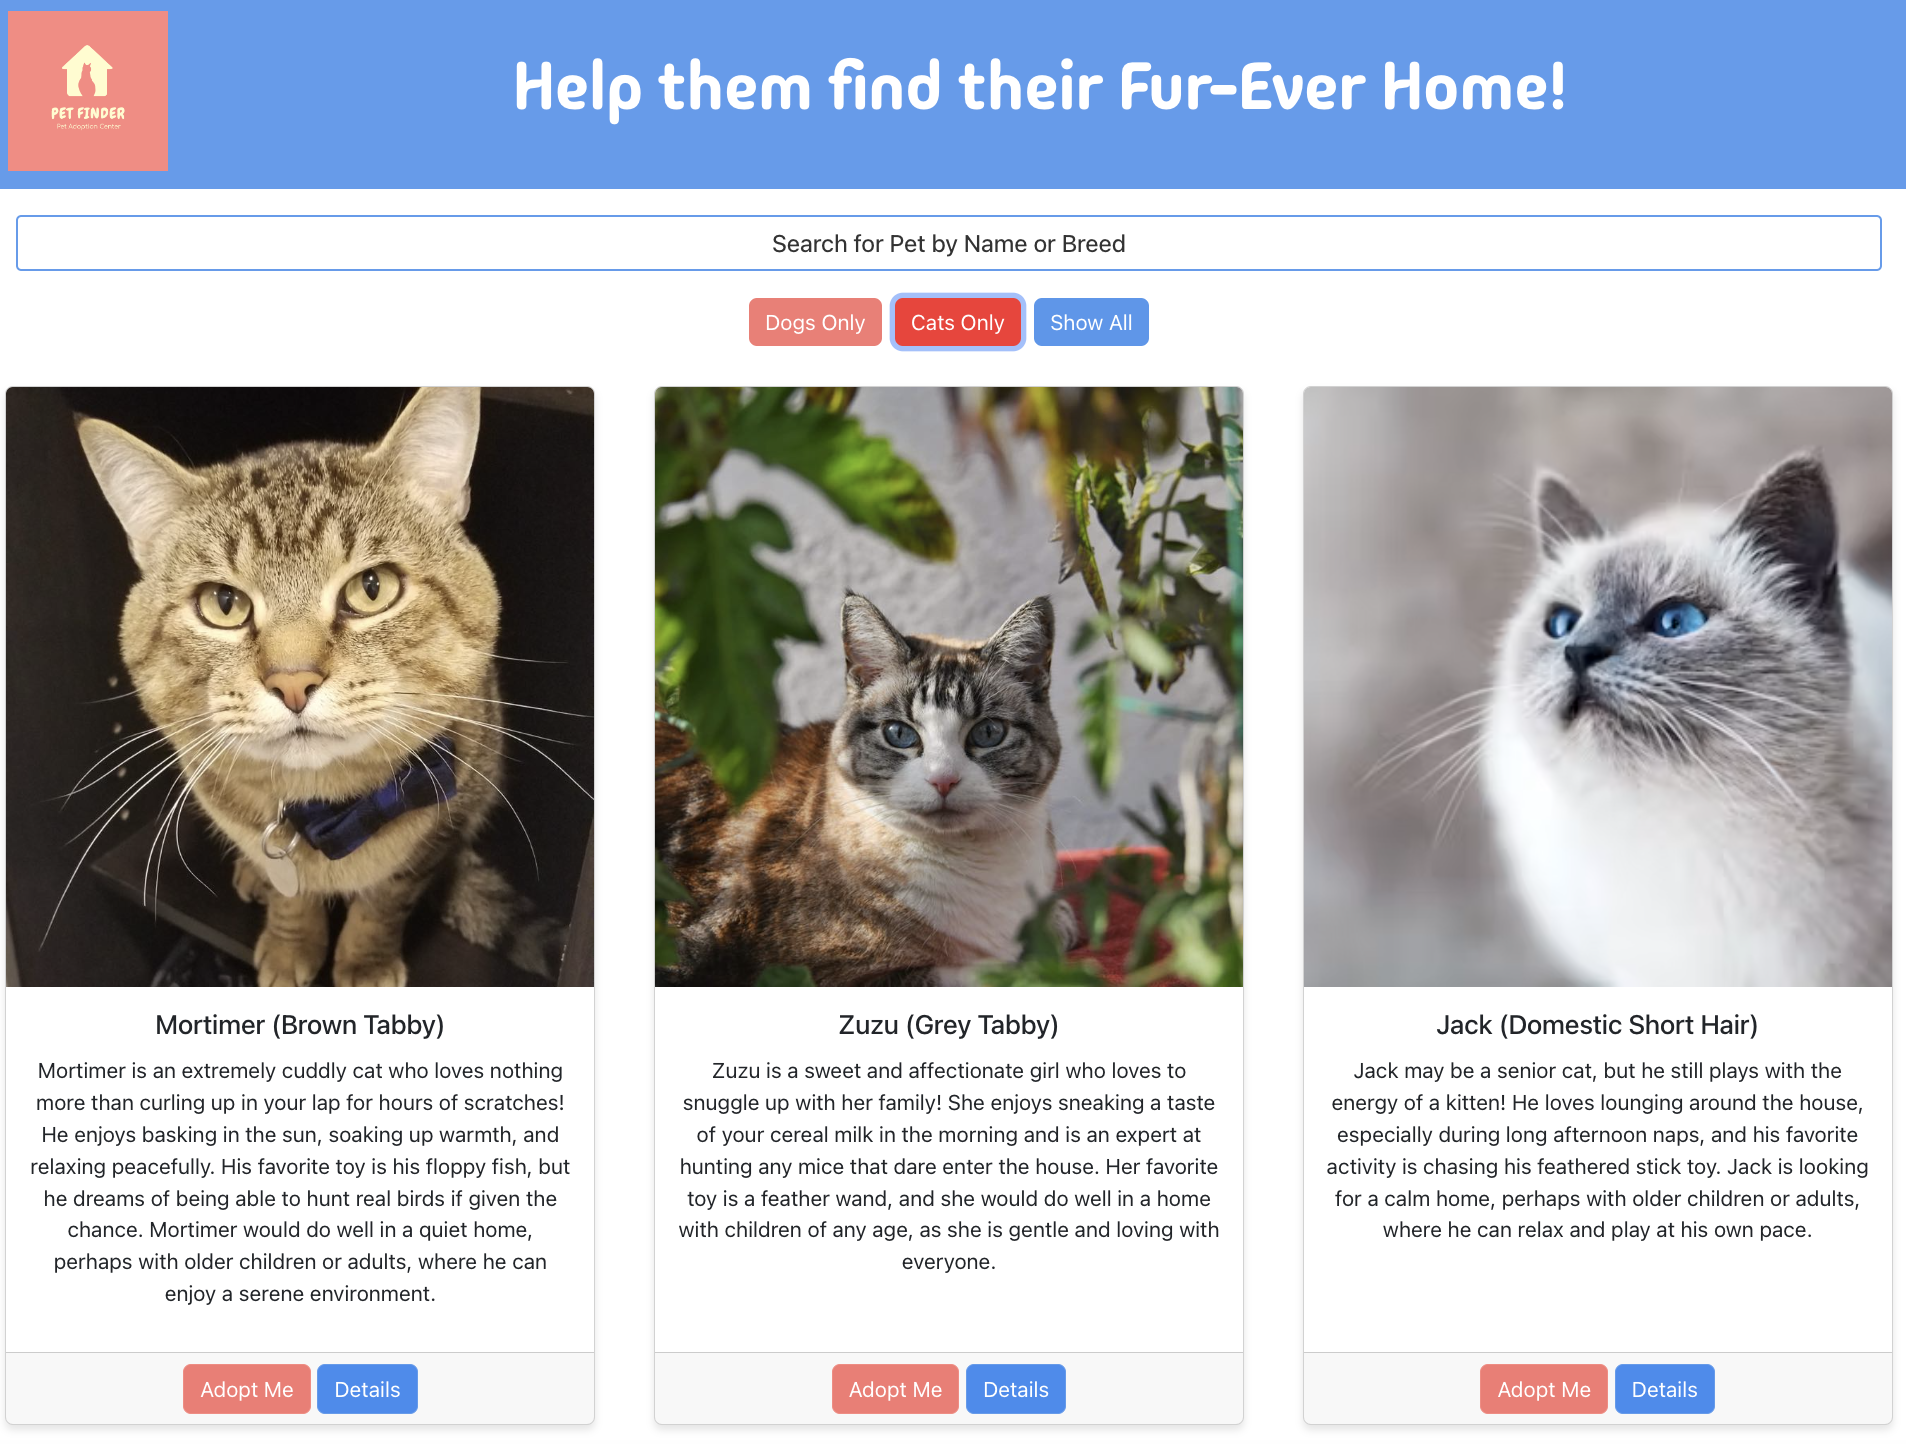 PET FINDER
Pet Adoption Center
Help them find their Fur-Ever Home!
Search for Pet by Name or Breed
Dogs Only
Cats Only
Show All
Mortimer (Brown Tabby)
Mortimer is an extremely cuddly cat who loves nothing
more than curling up in your lap for hours of scratches!
He enjoys basking in the sun, soaking up warmth, and
relaxing peacefully. His favorite toy is his floppy fish, but
he dreams of being able to hunt real birds if given the
chance. Mortimer would do well in a quiet home,
perhaps with older children or adults, where he can
enjoy a serene environment.
Adopt Me
Details
Zuzu (Grey Tabby)
Zuzu is a sweet and affectionate girl who loves to
snuggle up with her family! She enjoys sneaking a taste
of your cereal milk in the morning and is an expert at
hunting any mice that dare enter the house. Her favorite
toy is a feather wand, and she would do well in a home
with children of any age, as she is gentle and loving with
everyone.
Adopt Me
Details
Jack (Domestic Short Hair)
Jack may be a senior cat, but he still plays with the
energy of a kitten! He loves lounging around the house,
especially during long afternoon naps, and his favorite
activity is chasing his feathered stick toy. Jack is looking
for a calm home, perhaps with older children or adults,
where he can relax and play at his own pace.
Adopt Me
Details